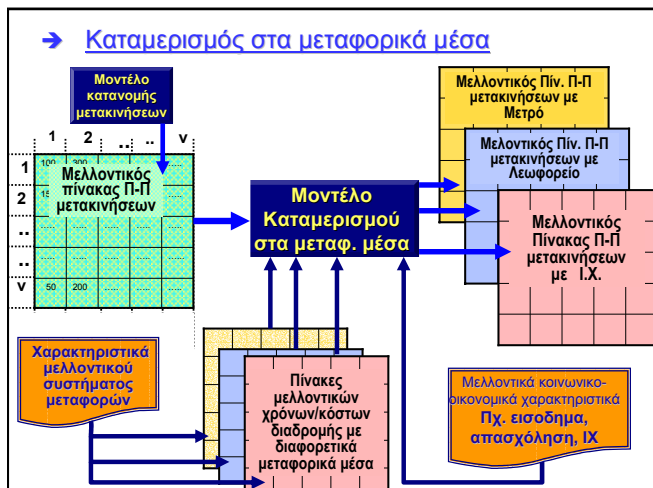 ➔ Καταμερισμός στα μεταφορικά μέσα
Μοντέλο
κατανομής
μετακινήσεων
1 2 .. .. v
1
2
..
..
v
100 300 .....
Μελλοντικός
πίνακας Π-Π
μετακινήσεων
..... ..... ..... ..... .....
..... ..... ..... ..... .....
50 200 ..... ..... .....
Μοντέλο
Καταμερισμού
στα μεταφ. μέσα
Μελλοντικός Πίν. Π-Π
μετακινήσεων με
Μετρό
Μελοντικός Πίν. Π-Π
μετακινήσεων με
Λεωφορείο
Μελλοντικός
Πίνακας Π-Π
μετακινήσεων
με Ι.Χ.
Χαρακτηριστικά
μελλοντικού
συστήματος
μεταφορών
Πίνακες
μελλοντικών
χρόνων/κόστων
διαδρομής με
διαφορετικά
μεταφορικά μέσα
Μελλοντικά κοινωνικο-
οικονομικά χαρακτηριστικά
Πχ. εισοδημα,
απασχόληση, ΙΧ